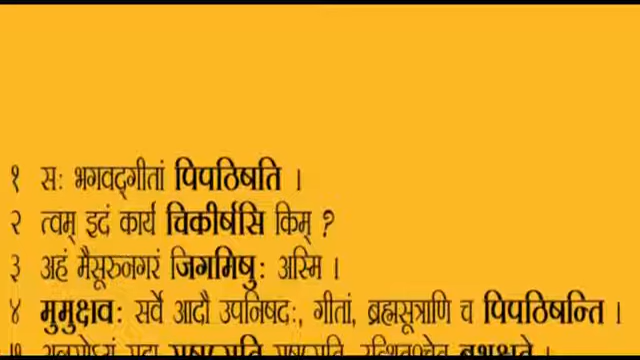 १ सः भगवद्गीतां पिपठिषति ।
२ त्वम् इदं कार्यं चिकीर्षसि किम् ?
३ अहं मैसूरुनगरं जिगमिषुः अस्मि ।
४ मुमुक्षवः सर्वे आदौ उपनिषदः, गीतां, ब्रह्मसूत्राणि च पिपठिषन्ति ।